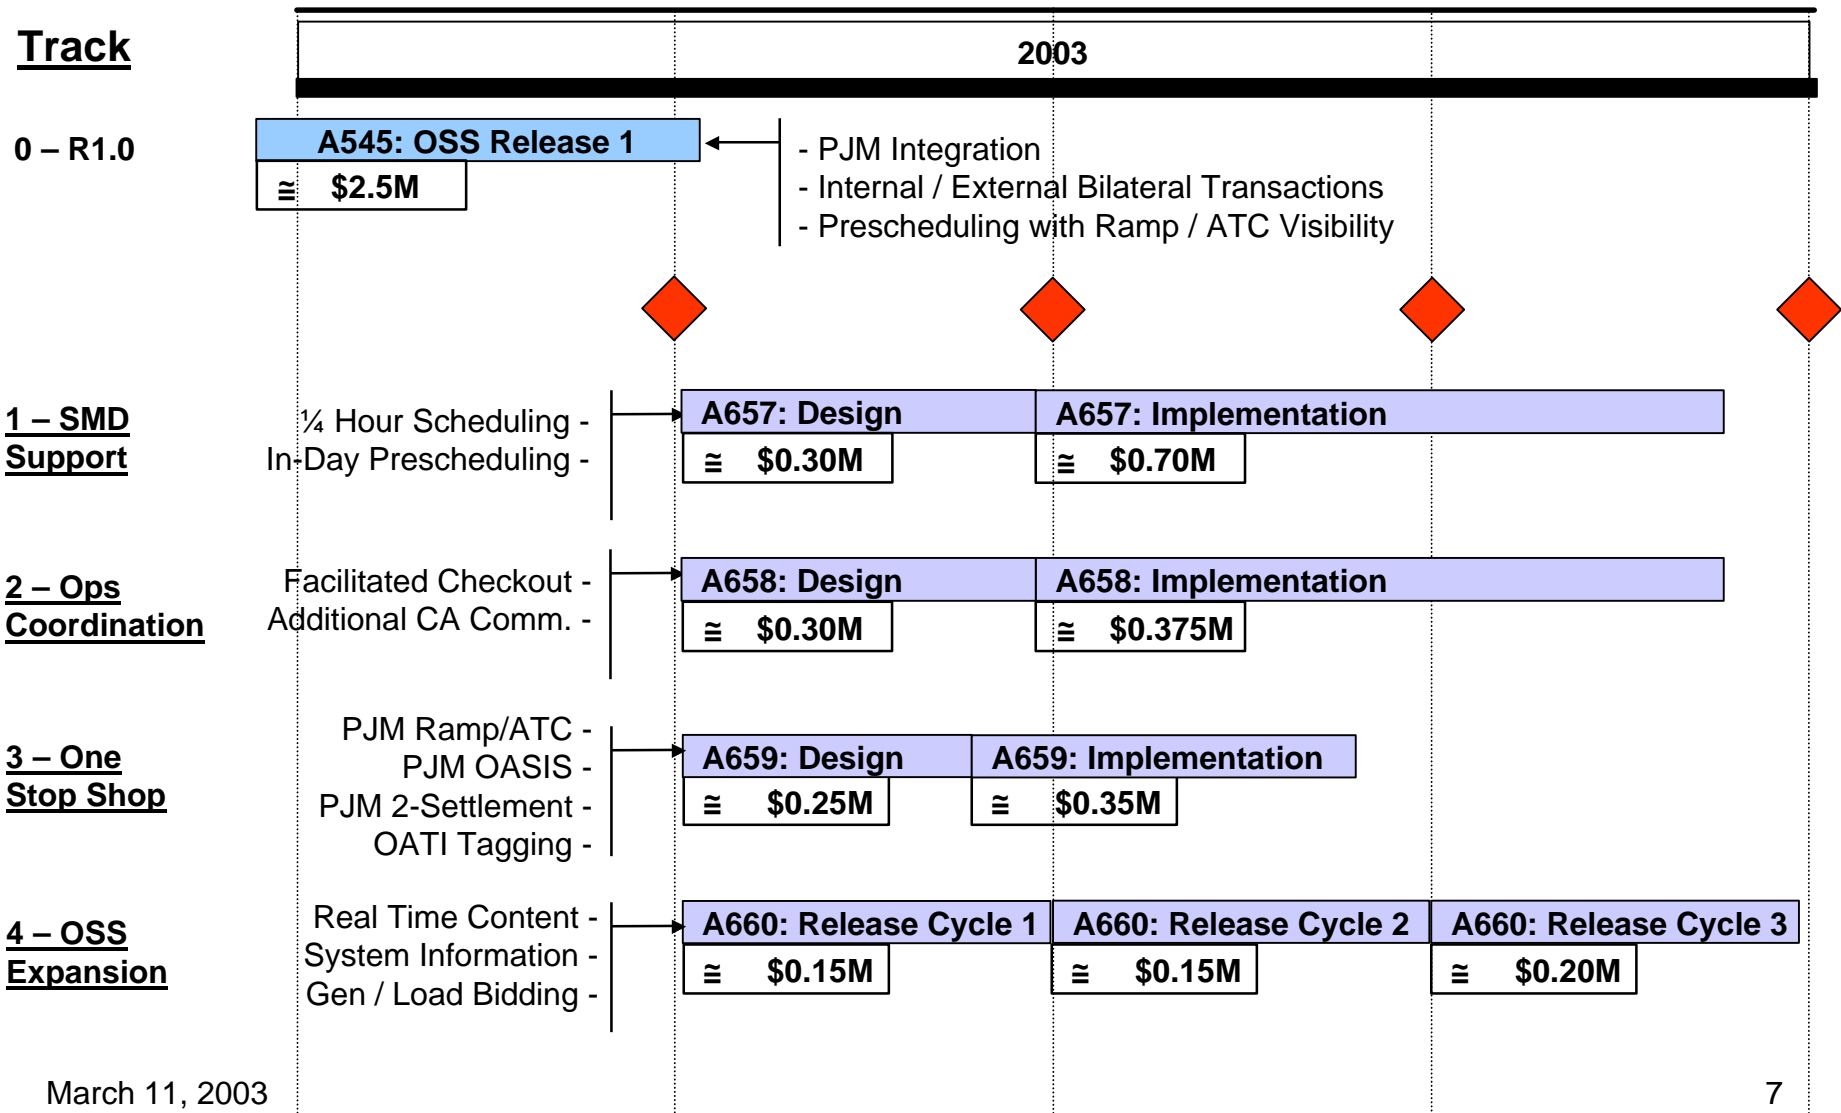 Track
2003
0 – R1.0
A545: OSS Release 1
≅ $2.5M
- PJM Integration
- Internal / External Bilateral Transactions
- Prescheduling with Ramp / ATC Visibility
1 – SMD
Support
¼ Hour Scheduling -
In-Day Prescheduling -
A657: Design
≅ $0.30M
A657: Implementation
≅ $0.70M
2 – Ops
Coordination
Facilitated Checkout -
Additional CA Comm. -
A658: Design
≅ $0.30M
A658: Implementation
≅ $0.375M
3 – One
Stop Shop
PJM Ramp/ATC -
PJM OASIS -
PJM 2-Settlement -
OATI Tagging -
A659: Design
≅ $0.25M
A659: Implementation
≅ $0.35M
4 – OSS
Expansion
Real Time Content -
System Information -
Gen / Load Bidding -
A660: Release Cycle 1
≅ $0.15M
A660: Release Cycle 2
≅ $0.15M
A660: Release Cycle 3
≅ $0.20M
March 11, 2003
7